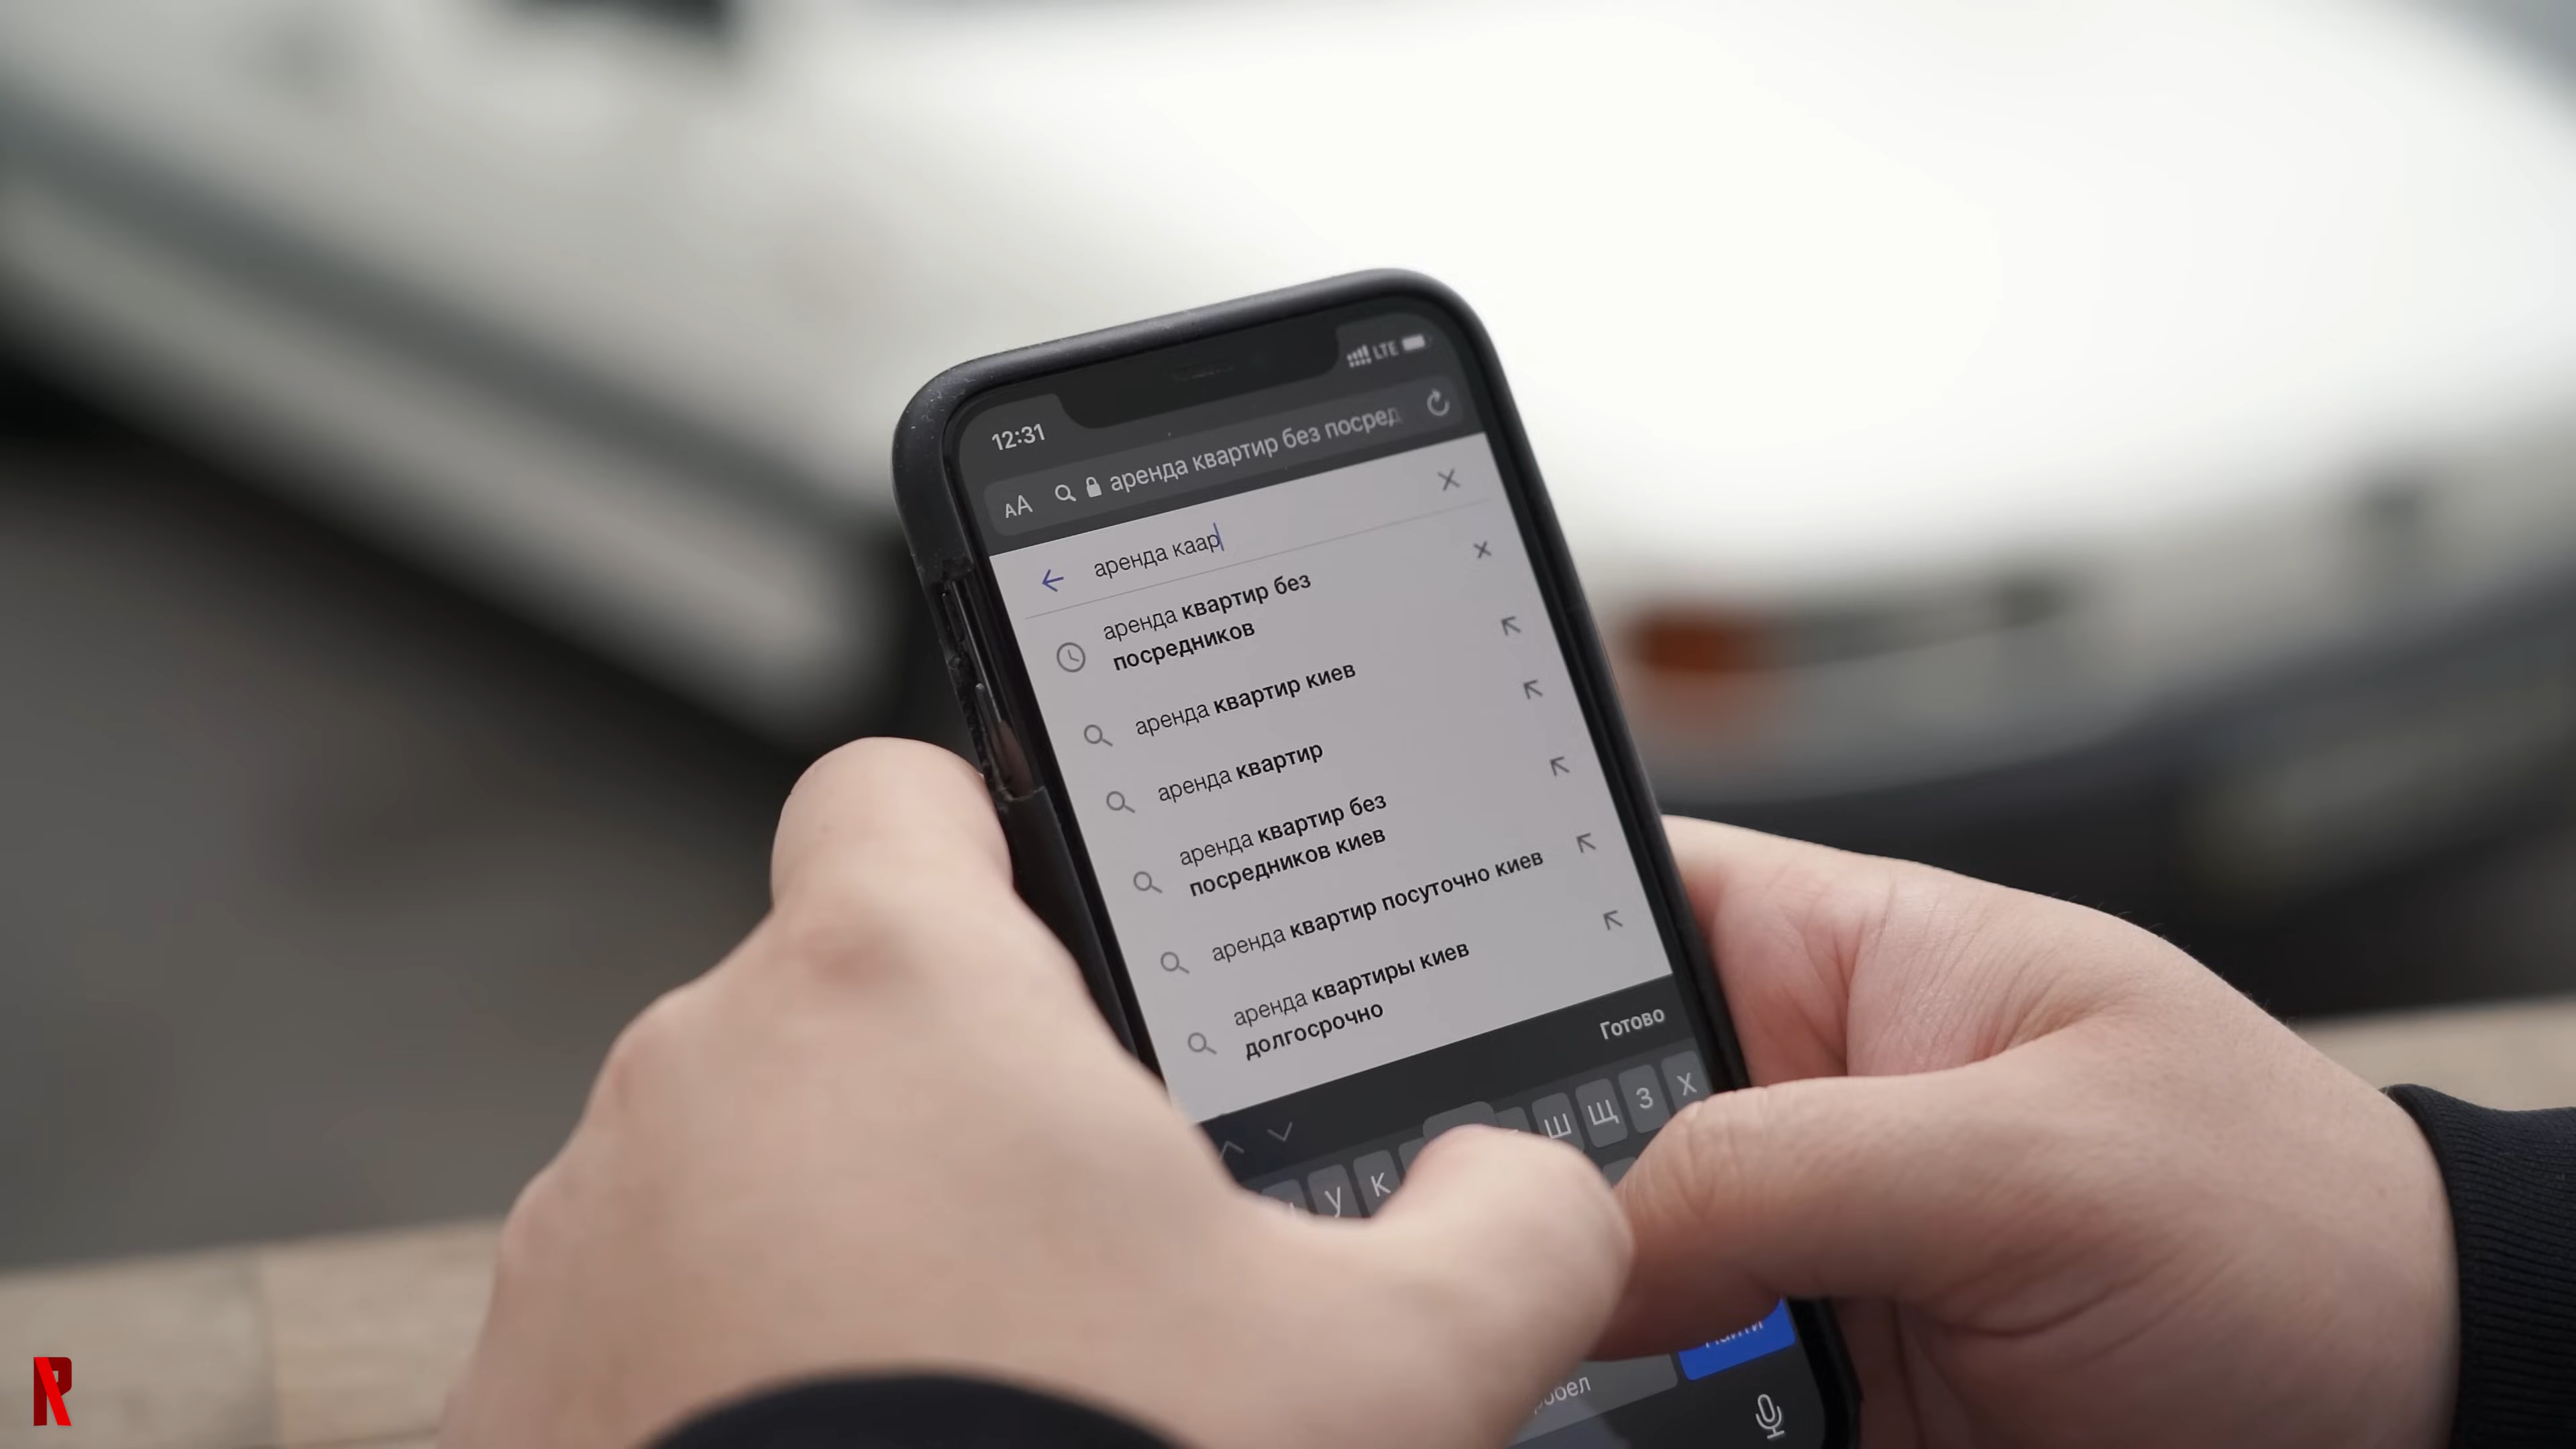 12:31
LTE
AA
аренда квартир без посред
аренда каар
аренда квартир без
посредников
аренда квартир киев
аренда квартир
аренда квартир без
посредников киев
аренда квартир посуточно киев
аренда квартиры киев
долгосрочно
Готово
у к ш щ з х
R